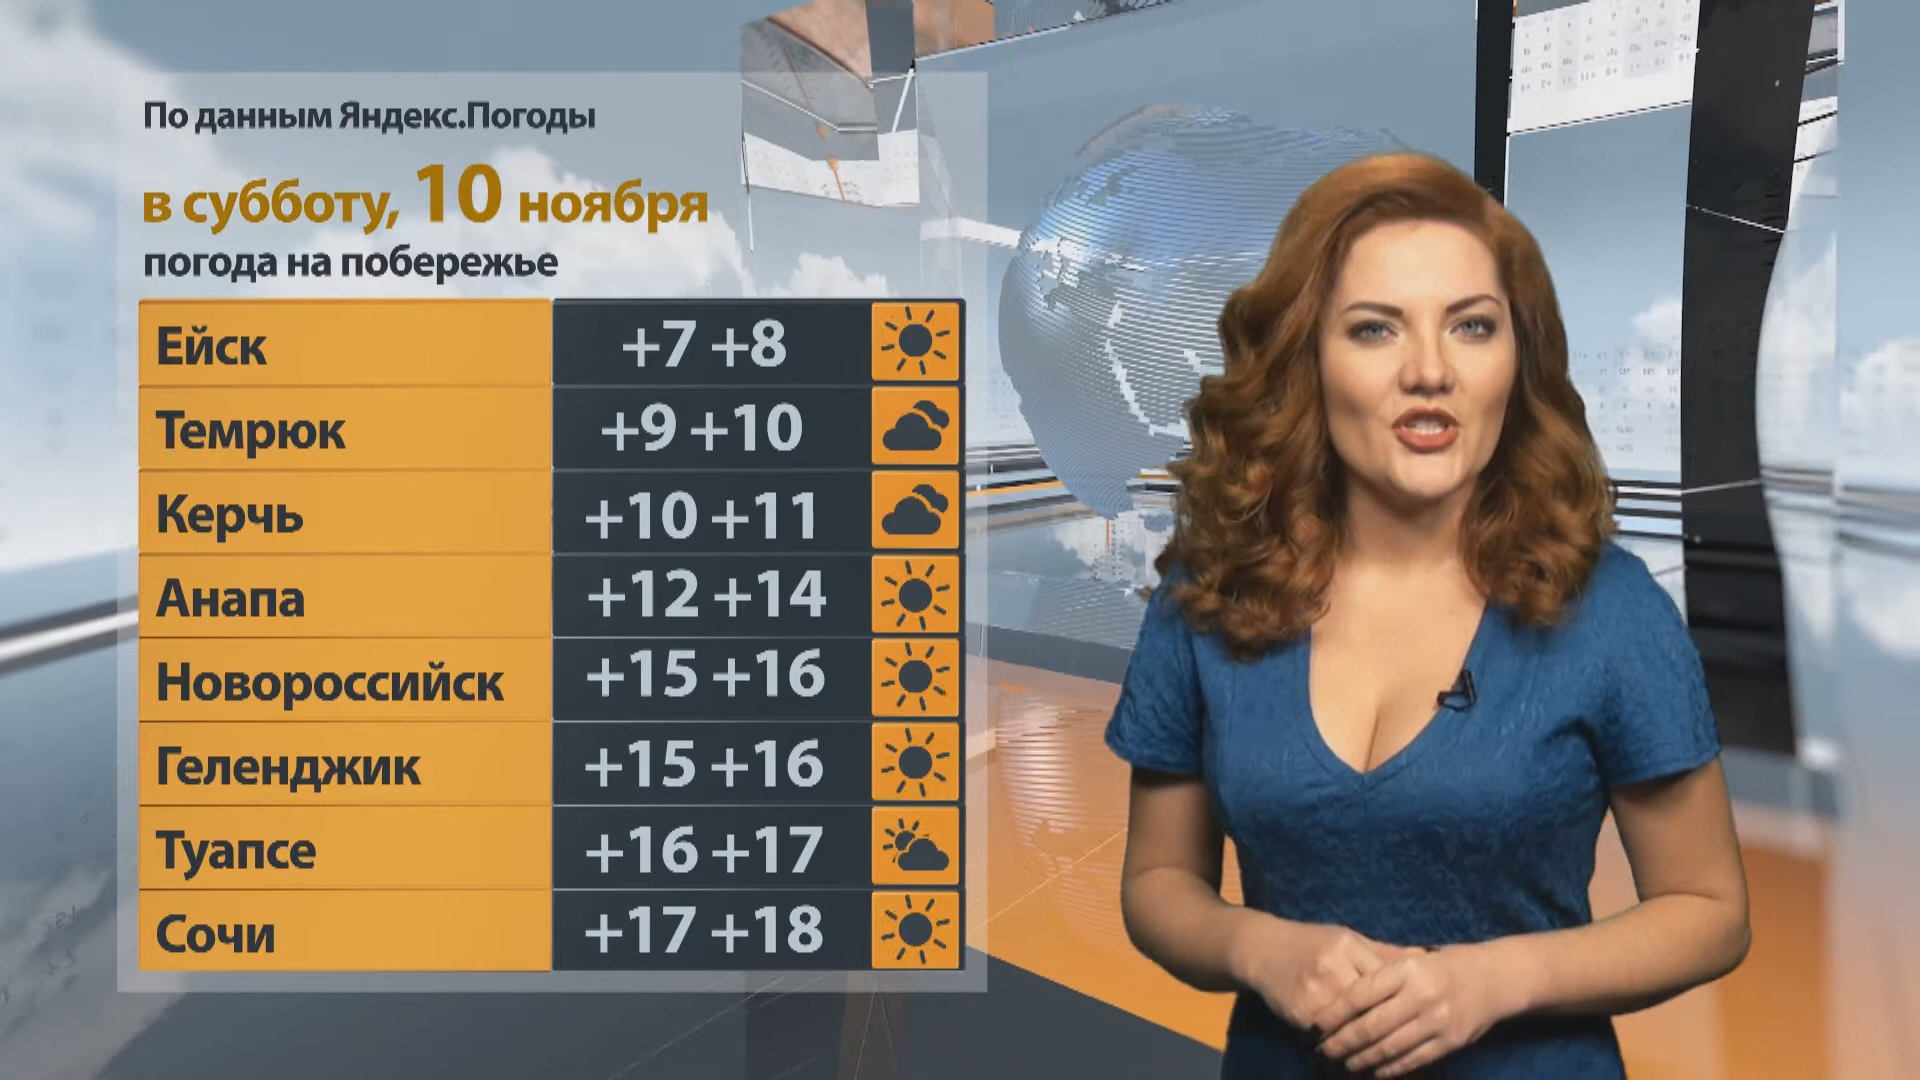 По данным Яндекс.Погоды
в субботу, 10 ноября
погода на побережье
Ейск +7 +8
Темрюк +9 +10
Керчь +10 +11
Анапа +12 +14
Новороссийск +15 +16
Геленджик +15 +16
Туапсе +16 +17
Сочи +17 +18